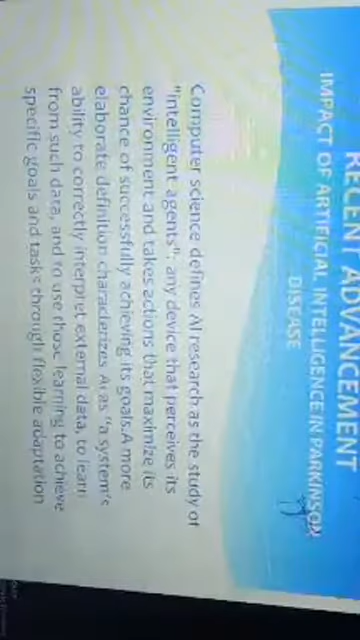 RECENT ADVANCEMENT
IMPACT OF ARTIFICIAL INTELLIGENCE IN PARKINSON
DISEASE
Computer science defines AI research as the study of
"intelligent agents": any device that perceives its
environment and takes actions that maximize its
chance of successfully achieving its goals.A more
elaborate definition characterizes AI as "a system's
ability to correctly interpret external data, to learn
from such data, and to use those learning to achieve
specific goals and tasks through flexible adaptation